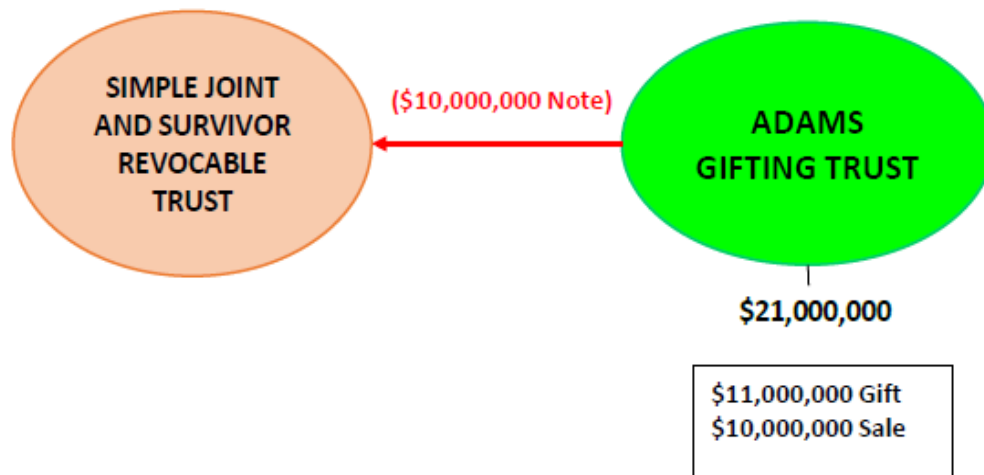 SIMPLE JOINT
AND SURVIVOR
REVOCABLE
TRUST
($10,000,000 Note)
ADAMS
GIFTING TRUST
$21,000,000
$11,000,000 Gift
$10,000,000 Sale